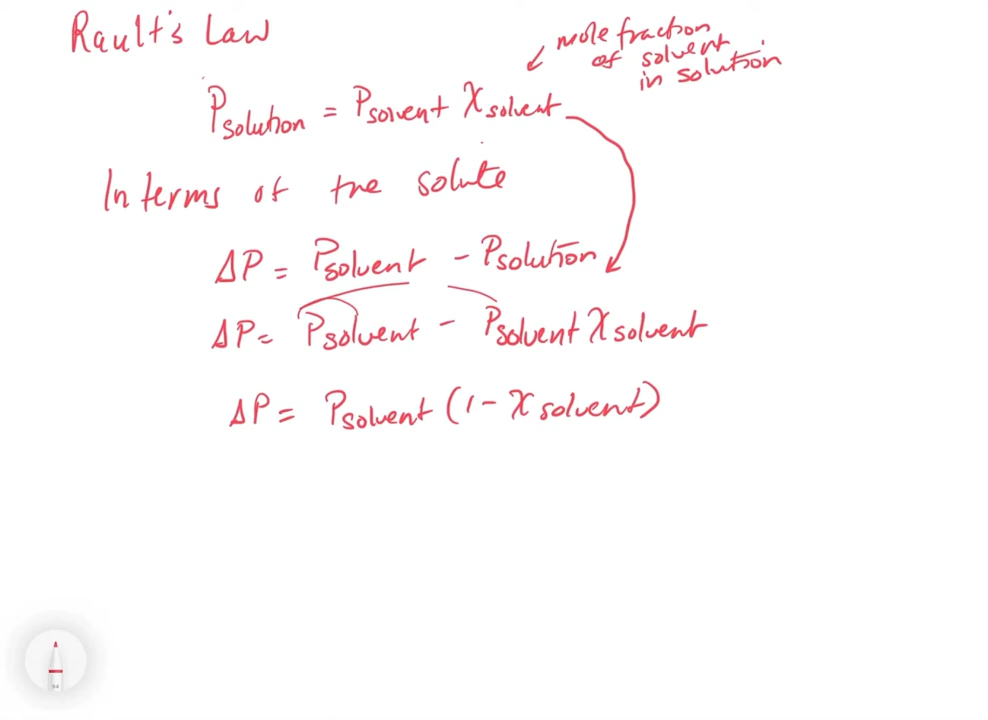 Rault's Law
mole fraction
of solvent
in solution
Psolution = Psolvent Xsolvent
In terms of the solute
ΔP = Psolvent - Psolution
ΔP = Psolvent - Psolvent Xsolvent
ΔP = Psolvent (1 - Xsolvent)